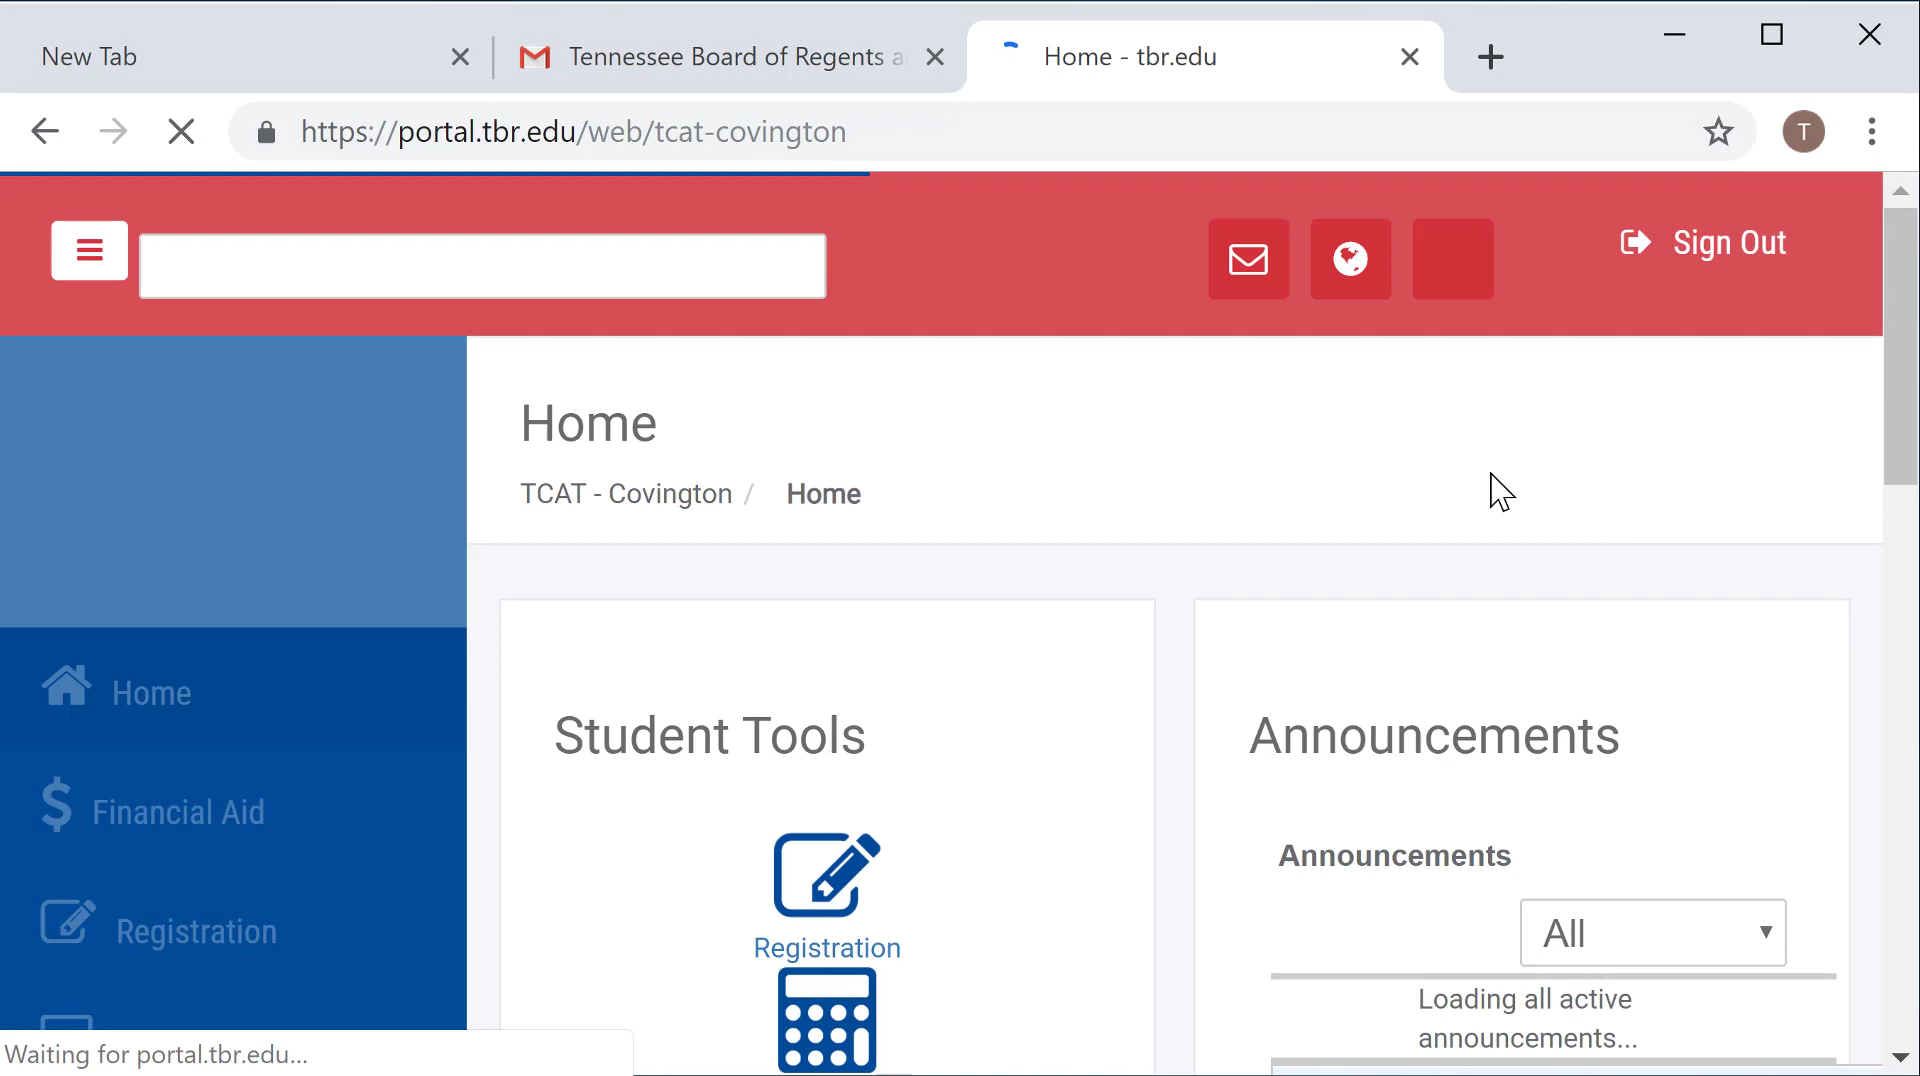 New Tab
Tennessee Board of Regents a
Home - tbr.edu
https://portal.tbr.edu/web/tcat-covington
T
Sign Out
Home
TCAT - Covington / Home
Home
Financial Aid
Registration
Student Tools
Registration
Announcements
Announcements
All
Loading all active
announcements...
Waiting for portal.tbr.edu...